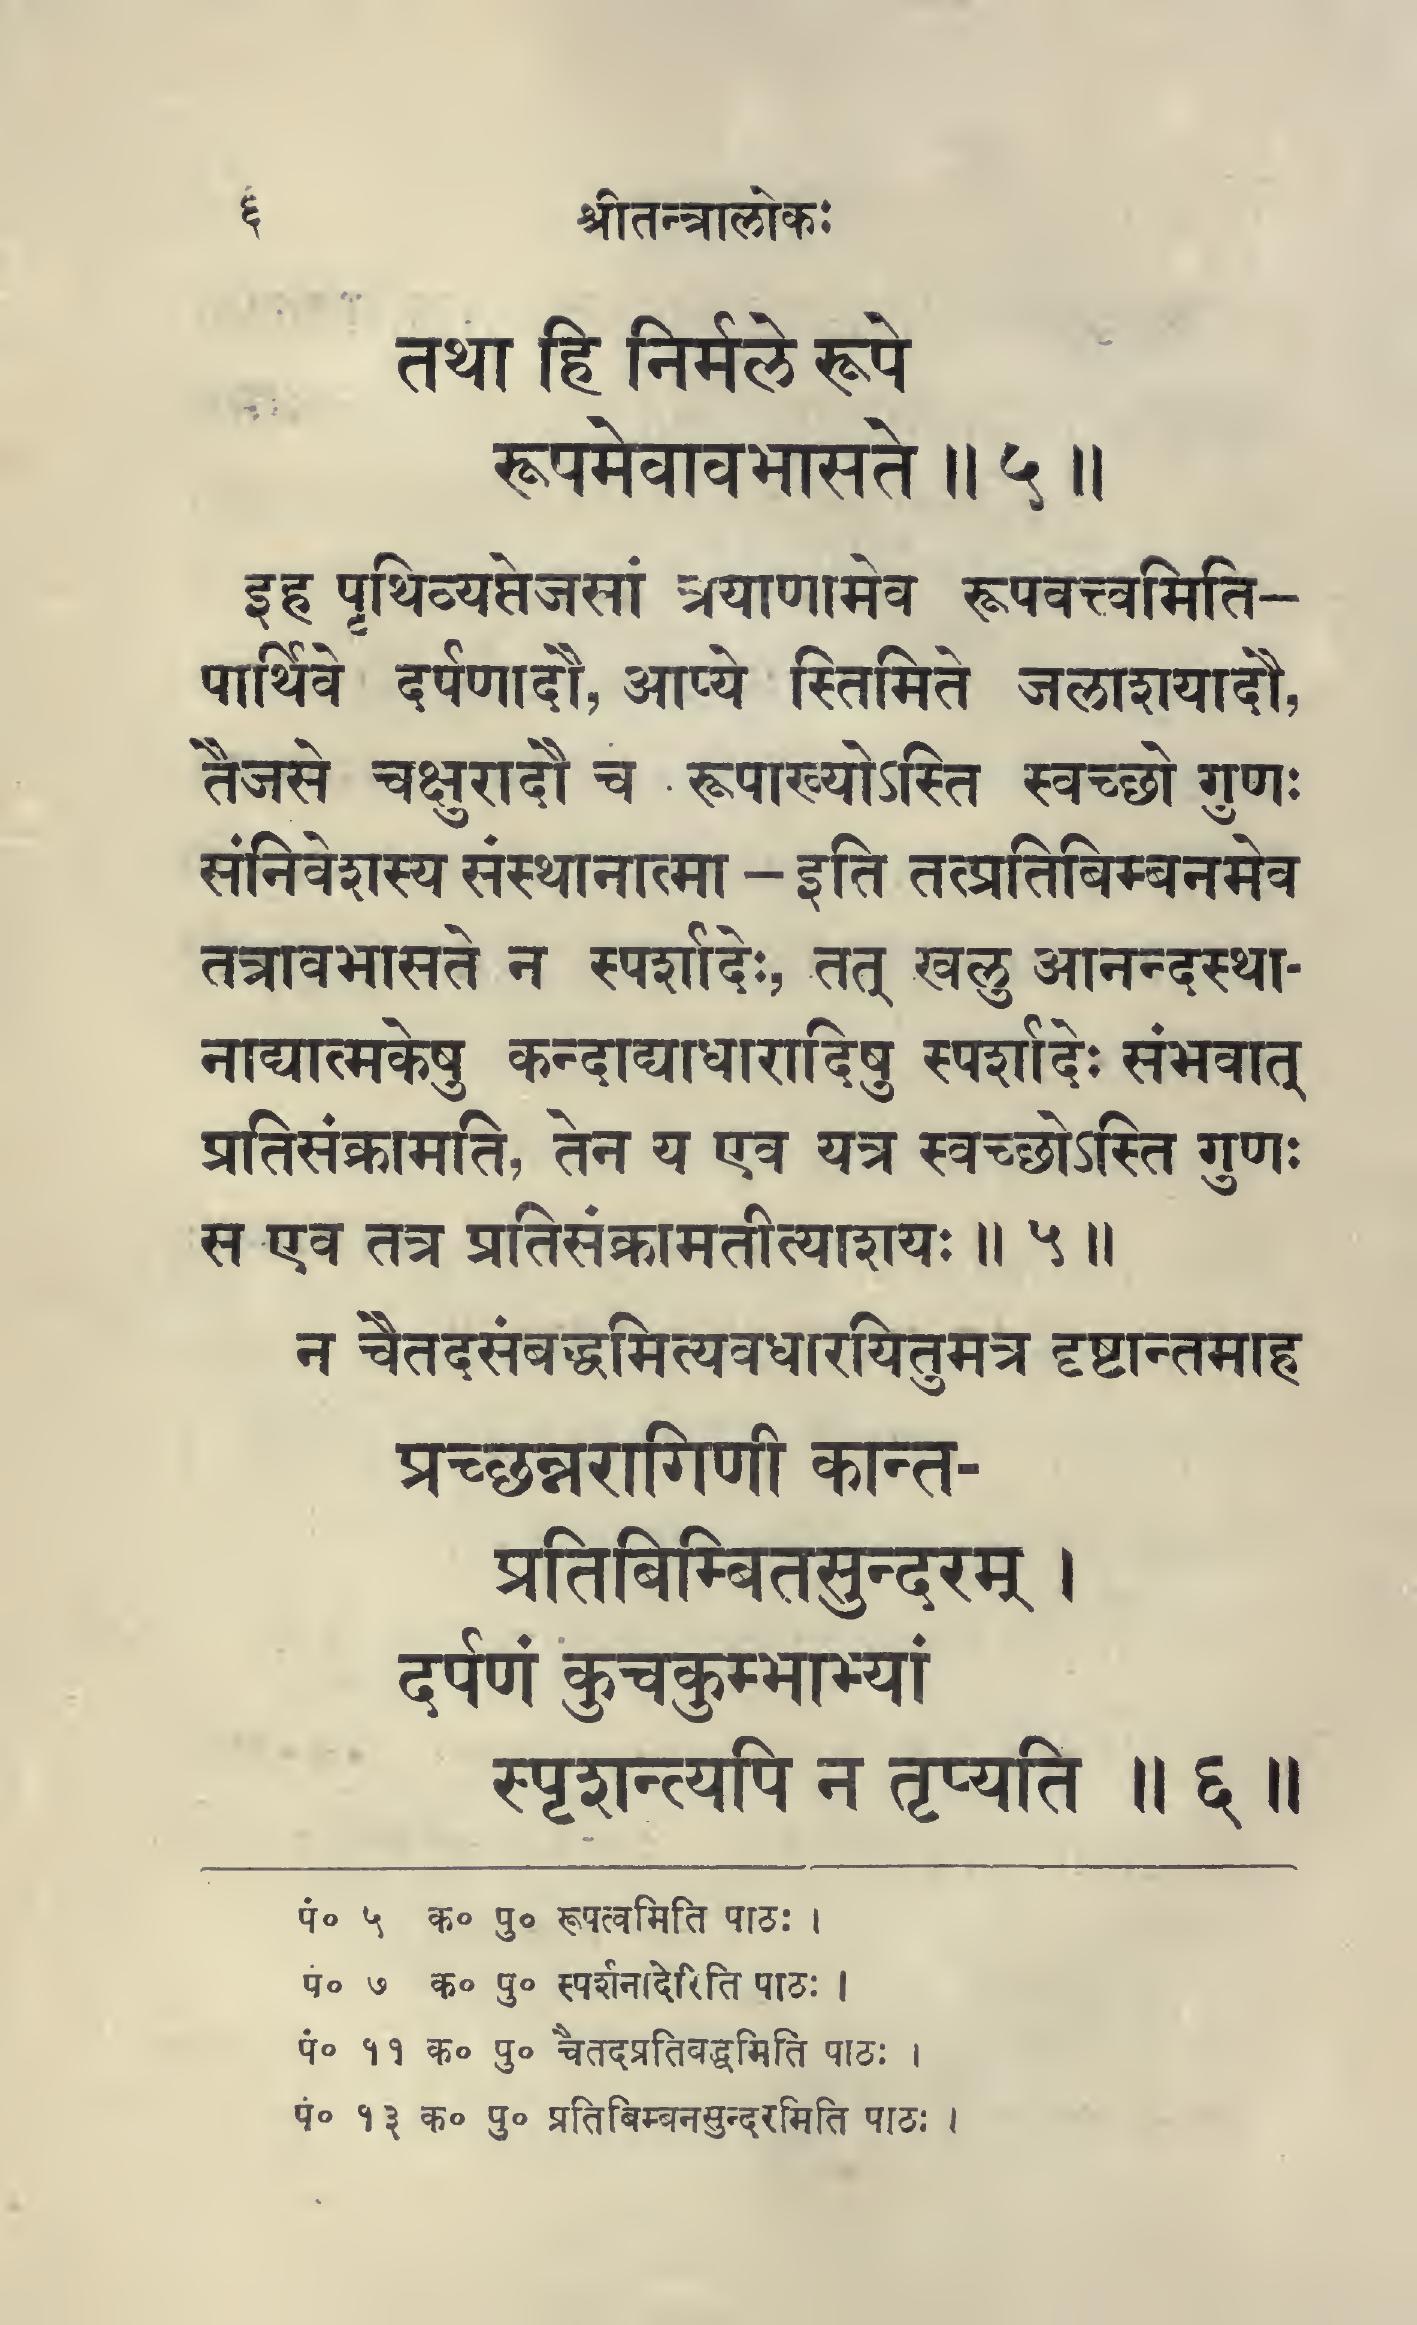 ६ श्रीतन्त्रालोकः
तथा हि निर्मले रूपे
रूपमेवावभासते ॥ ५ ॥
इह पृथिव्यप्तेजसां त्रयाणामेव रूपवत्त्वमिति—
पार्थिवे दर्पणादौ, आप्ये स्तिमिते जलाशयादौ,
तैजसे चक्षुरादौ च रूपाख्योऽस्ति स्वच्छो गुणः
संनिवेशस्य संस्थानात्मा — इति तत्प्रतिबिम्बनमेव
तत्रावभासते न स्पर्शादेः, तत् खलु आनन्दस्था-
नाद्यात्मकेषु कन्दाद्याधारादिषु स्पर्शादेः संभवात्
प्रतिसंक्रामति, तेन य एव यत्र स्वच्छोऽस्ति गुणः
स एव तत्र प्रतिसंक्रामतीत्याशयः ॥ ५ ॥
न चैतदसंबद्धमित्यवधारयितुमत्र दृष्टान्तमाह
प्रच्छन्नरागिणी कान्त-
प्रतिबिम्बितसुन्दरम् ।
दर्पणं कुचकुम्भाभ्यां
स्पृशन्त्यपि न तृप्यति ॥ ६ ॥
पं० ५ क० पु० रूपत्वमिति पाठः ।
पं० ७ क० पु० स्पर्शनादेरिति पाठः ।
पं० ११ क० पु० चैतदप्रतिबद्धमिति पाठः ।
पं० १३ क० पु० प्रतिबिम्बनसुन्दरमिति पाठः ।